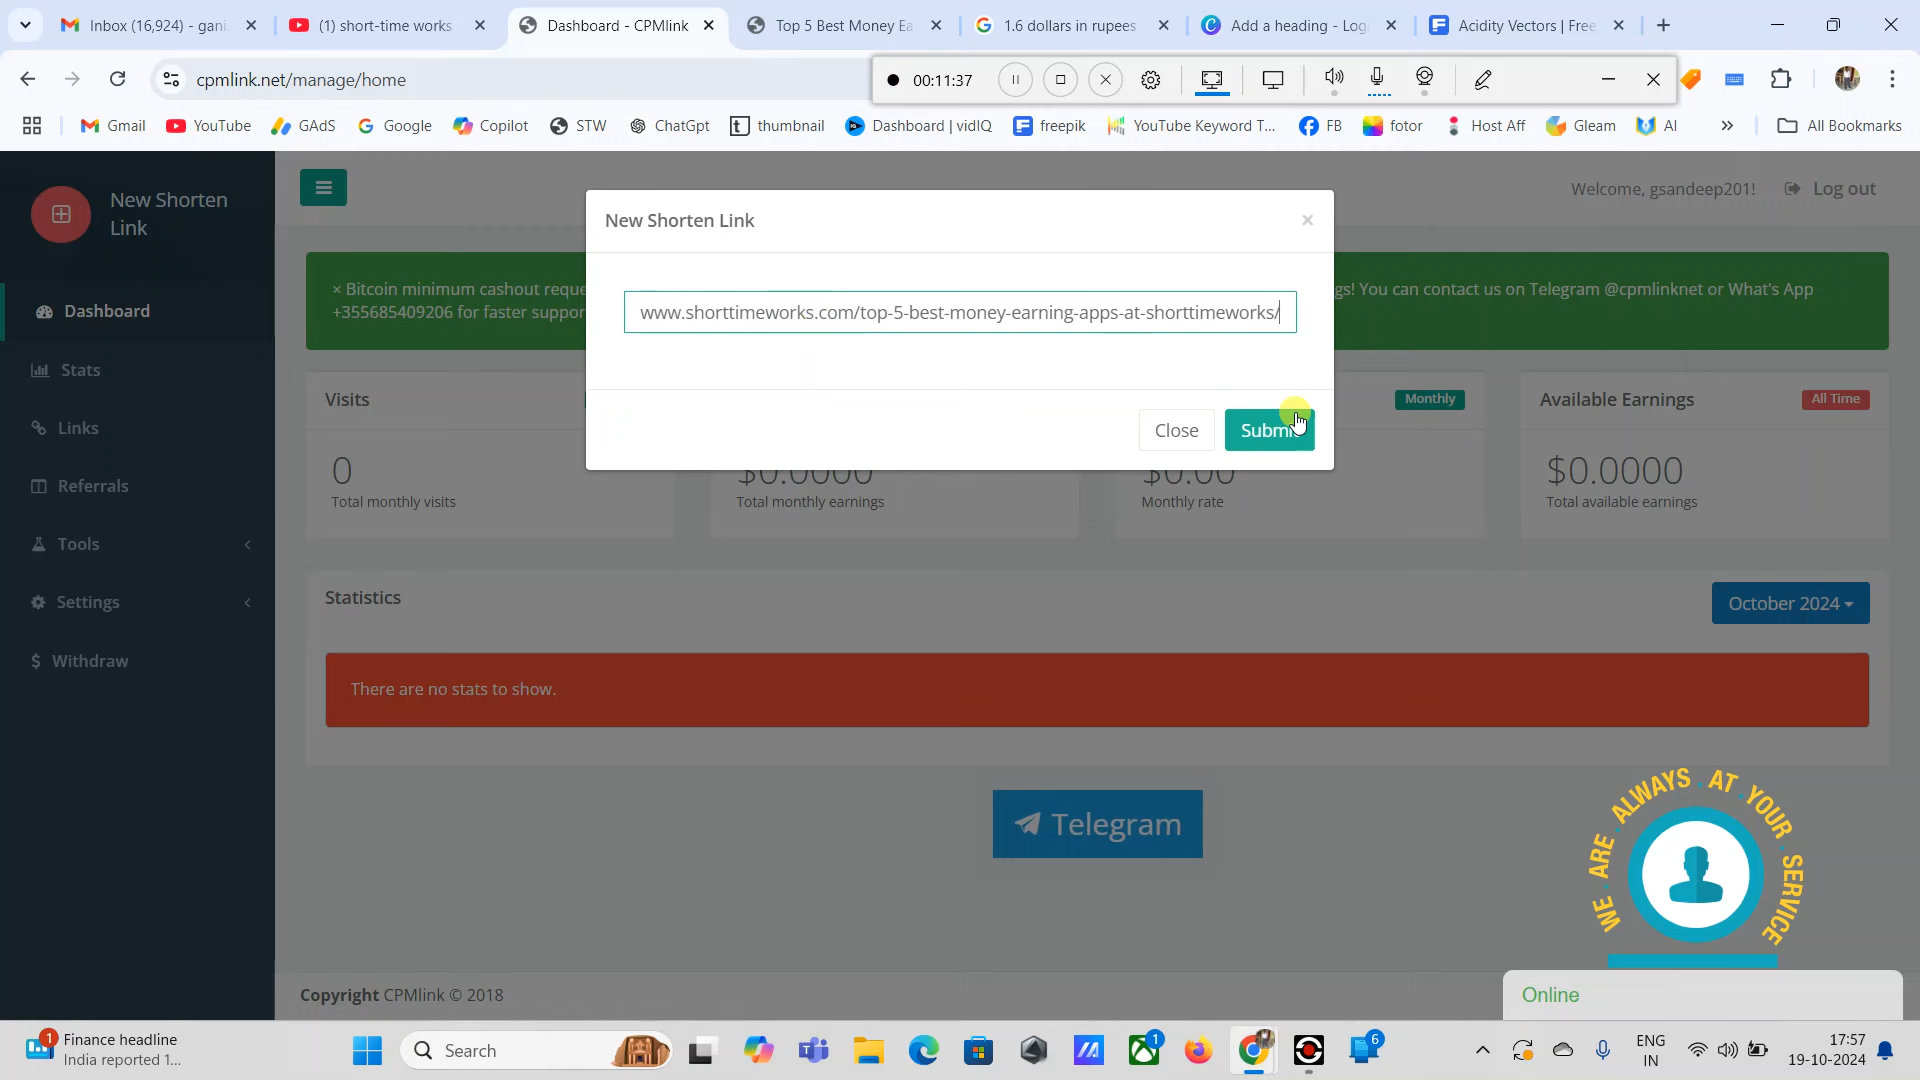 Inbox (16,924) - gani
(1) short-time works
Dashboard - CPMlink
Top 5 Best Money Ea
1.6 dollars in rupees
Add a heading - Log
Acidity Vectors | Free
cpmlink.net/manage/home
00:11:37
Gmail
YouTube
GAdS
Google
Copilot
STW
ChatGpt
thumbnail
Dashboard | vidIQ
freepik
YouTube Keyword T...
FB
fotor
Host Aff
Gleam
AI
All Bookmarks
New Shorten
Link
Welcome, gsandeep201!
Log out
New Shorten Link
×
× Bitcoin minimum cashout reque
gs! You can contact us on Telegram @cpmlinknet or What's App
+355685409206 for faster suppor
www.shorttimeworks.com/top-5-best-money-earning-apps-at-shorttimeworks/
Close
Submit
Dashboard
Stats
Links
Referrals
Tools
Settings
$ Withdraw
Visits
Monthly
Available Earnings
All Time
0
$0.0000
$0.00
$0.0000
Total monthly visits
Total monthly earnings
Monthly rate
Total available earnings
Statistics
October 2024
There are no stats to show.
Telegram
WE ARE ALWAYS AT YOUR SERVICE
Copyright CPMlink © 2018
Online
1
Finance headline
India reported 1...
Search
1
6
ENG
IN
17:57
19-10-2024